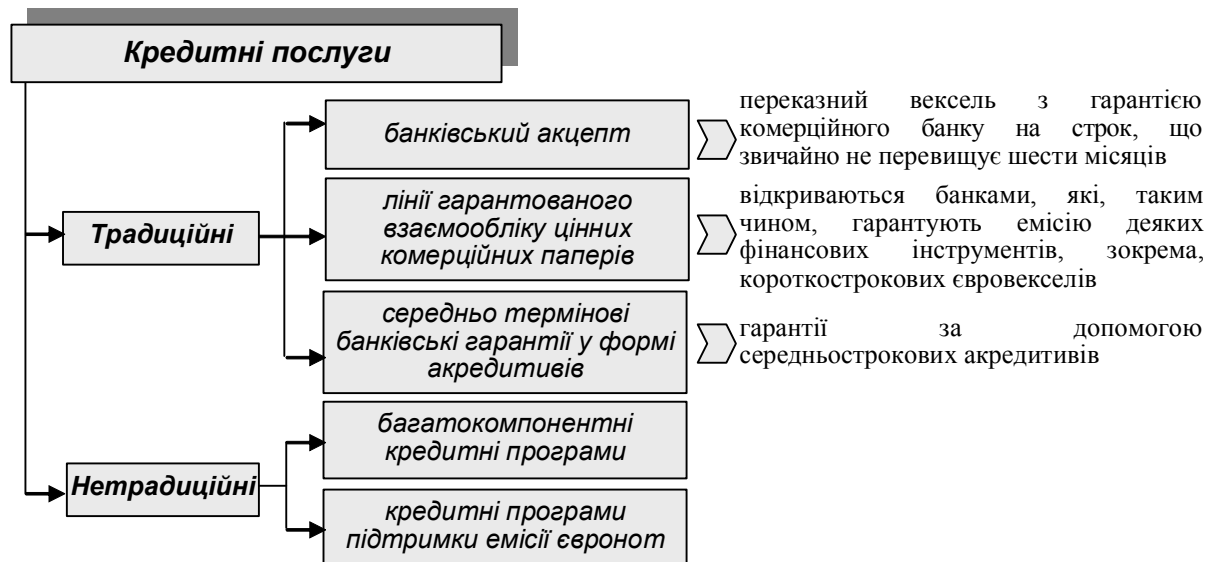 Кредитні послуги
Традиційні
банківський акцепт
переказний вексель з гарантією
комерційного банку на строк, що
звичайно не перевищує шести місяців
лінії гарантованого
взаємообліку цінних
комерційних паперів
відкриваються банками, які, таким
чином, гарантують емісію деяких
фінансових інструментів, зокрема,
короткострокових євровекселів
середньо термінові
банківські гарантії у формі
акредитивів
гарантії за допомогою
середньострокових акредитивів
Нетрадиційні
багатокомпонентні
кредитні програми
кредитні програми
підтримки емісії євронот